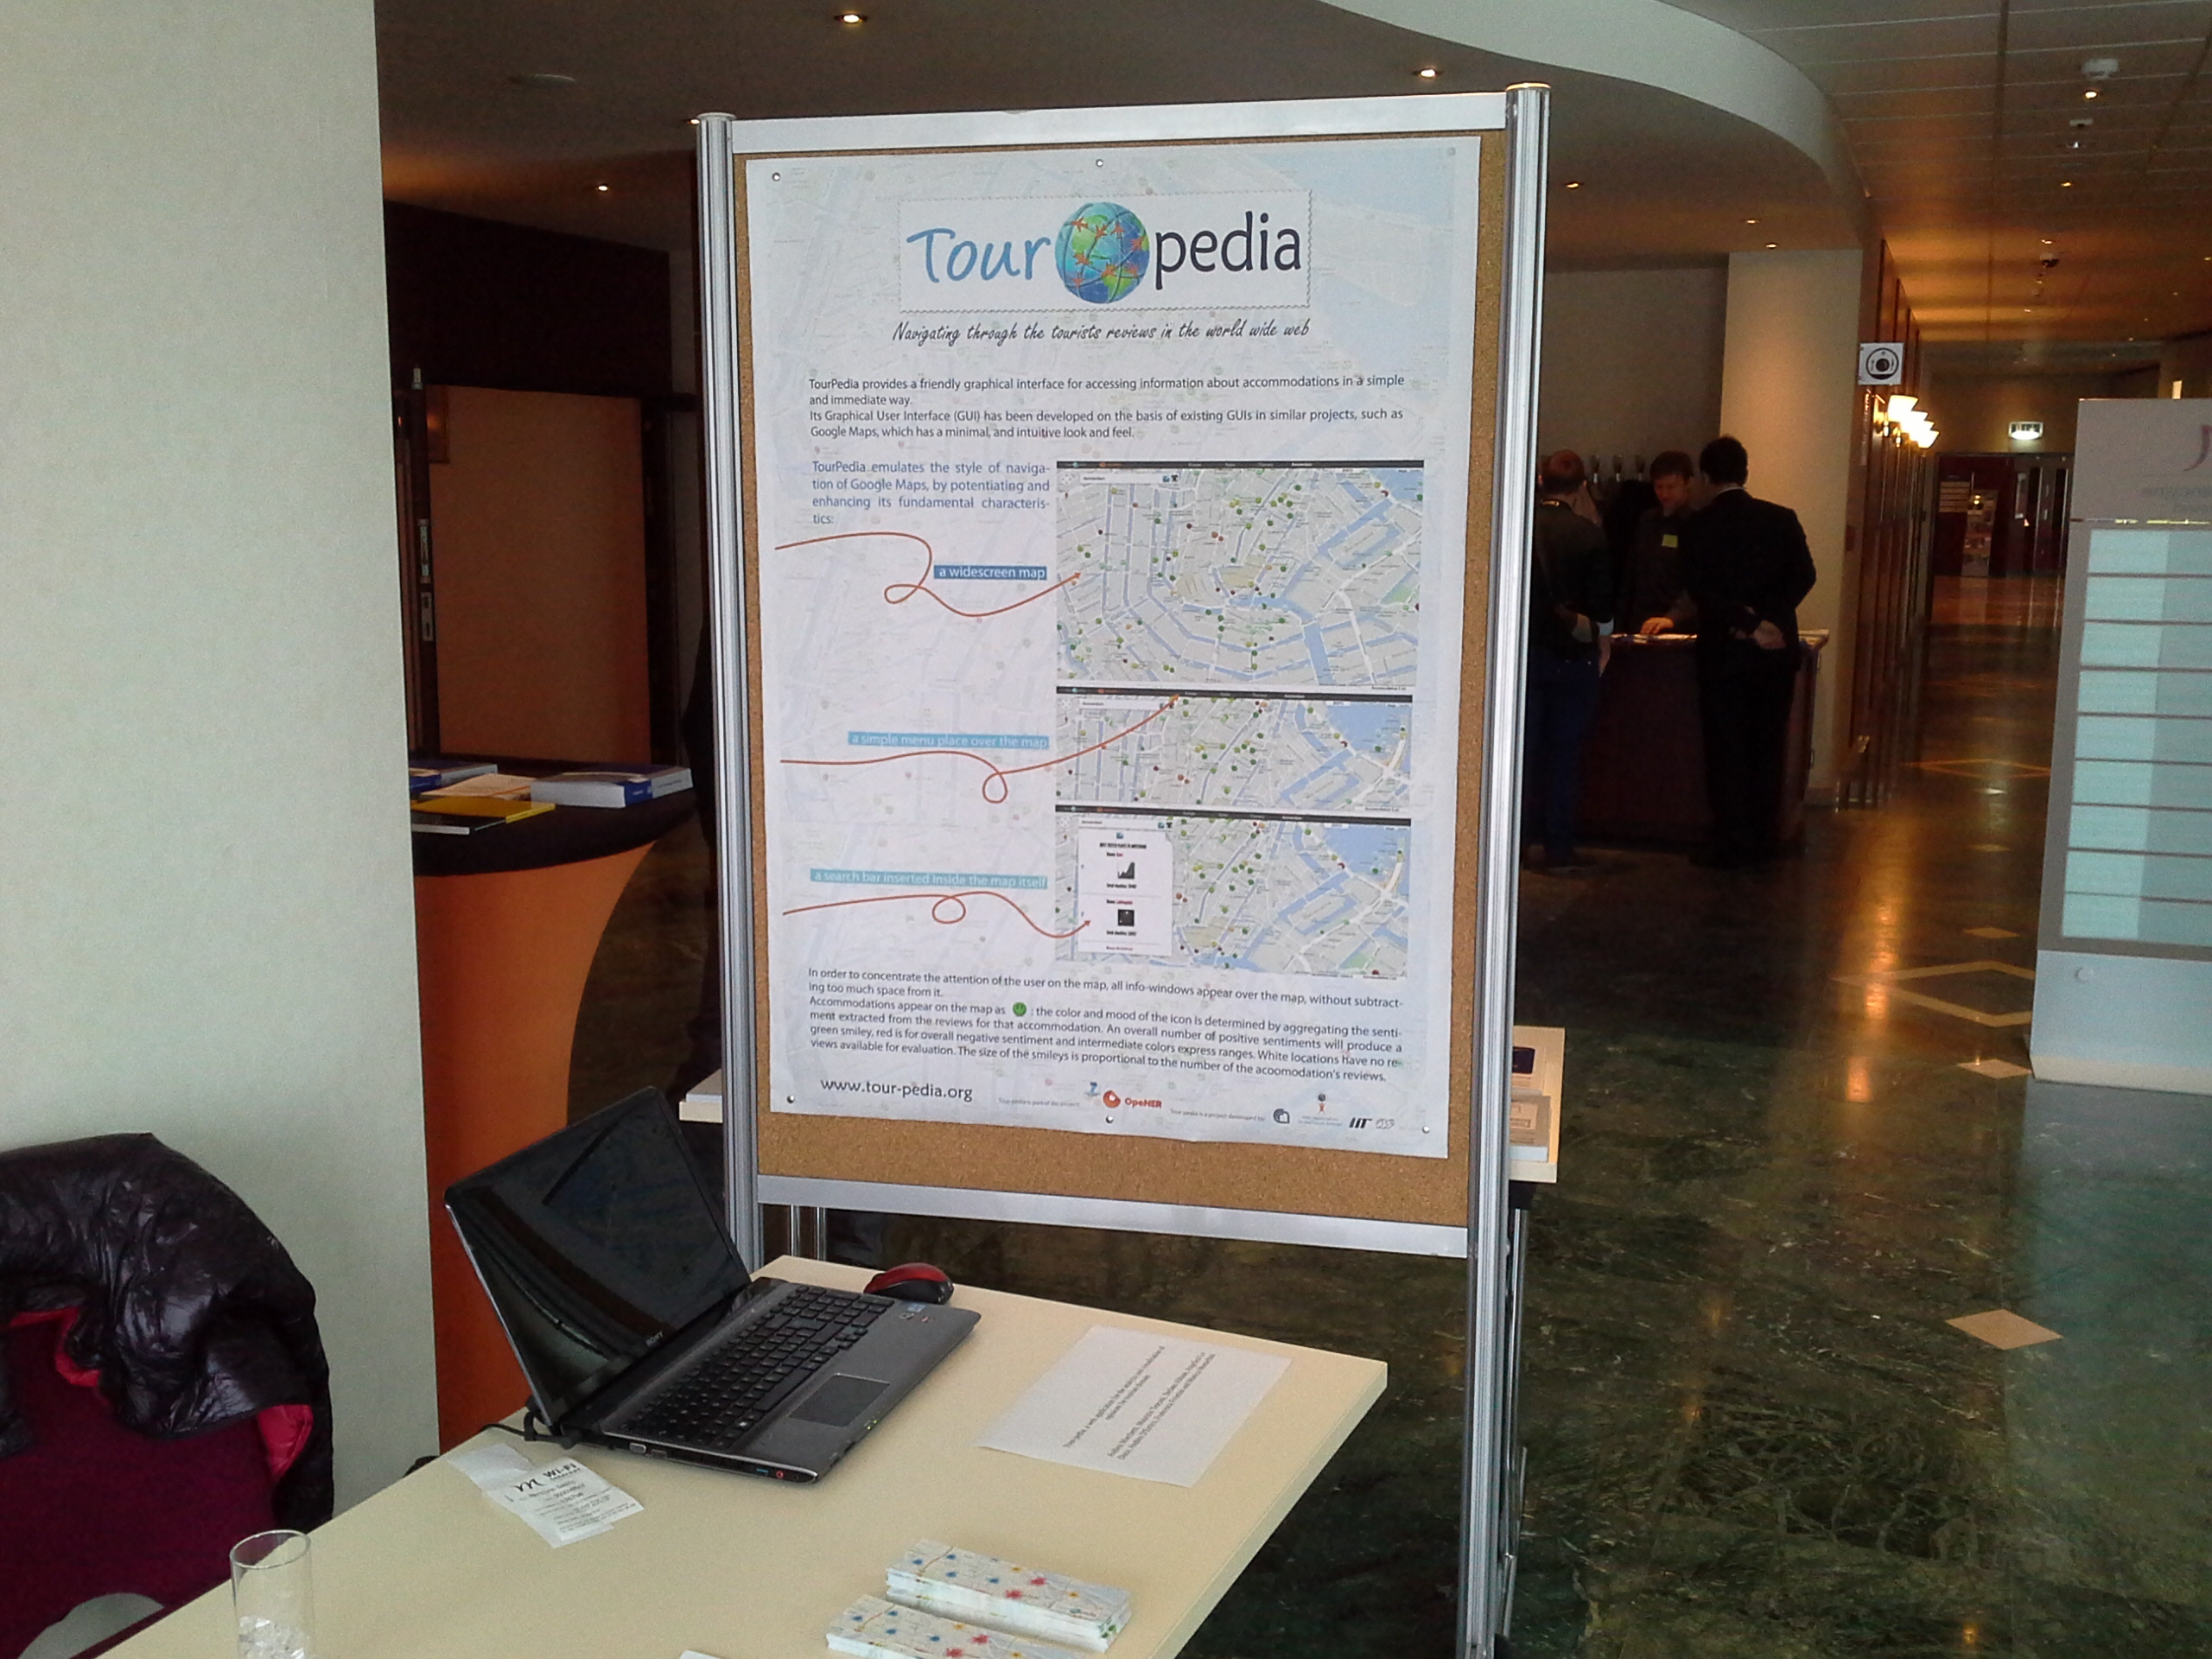 Tour pedia
Navigating through the tourists reviews in the world wide web
TourPedia provides a friendly graphical interface for accessing information about accommodations in a simple
and immediate way.
Its Graphical User Interface (GUI) has been developed on the basis of existing GUIs in similar projects, such as
Google Maps, which has a minimal, and intuitive look and feel.
TourPedia emulates the style of naviga-
tion of Google Maps, by potentiating and
enhancing its fundamental characteris-
tics:
a widescreen map
a simple menu place over the map
a search bar inserted inside the map itself
In order to concentrate the attention of the user on the map, all info-windows appear over the map, without subtract-
ing too much space from it.
Accommodations appear on the map as : the color and mood of the icon is determined by aggregating the senti-
ment extracted from the reviews for that accommodation. An overall number of positive sentiments will produce a
green smiley, red is for overall negative sentiment and intermediate colors express ranges. White locations have no re-
views available for evaluation. The size of the smileys is proportional to the number of the acoomodation's reviews.
www.tour-pedia.org
OpeNER
Tour-pedia is a project developed by:
IIT
SONY
Wi-Fi